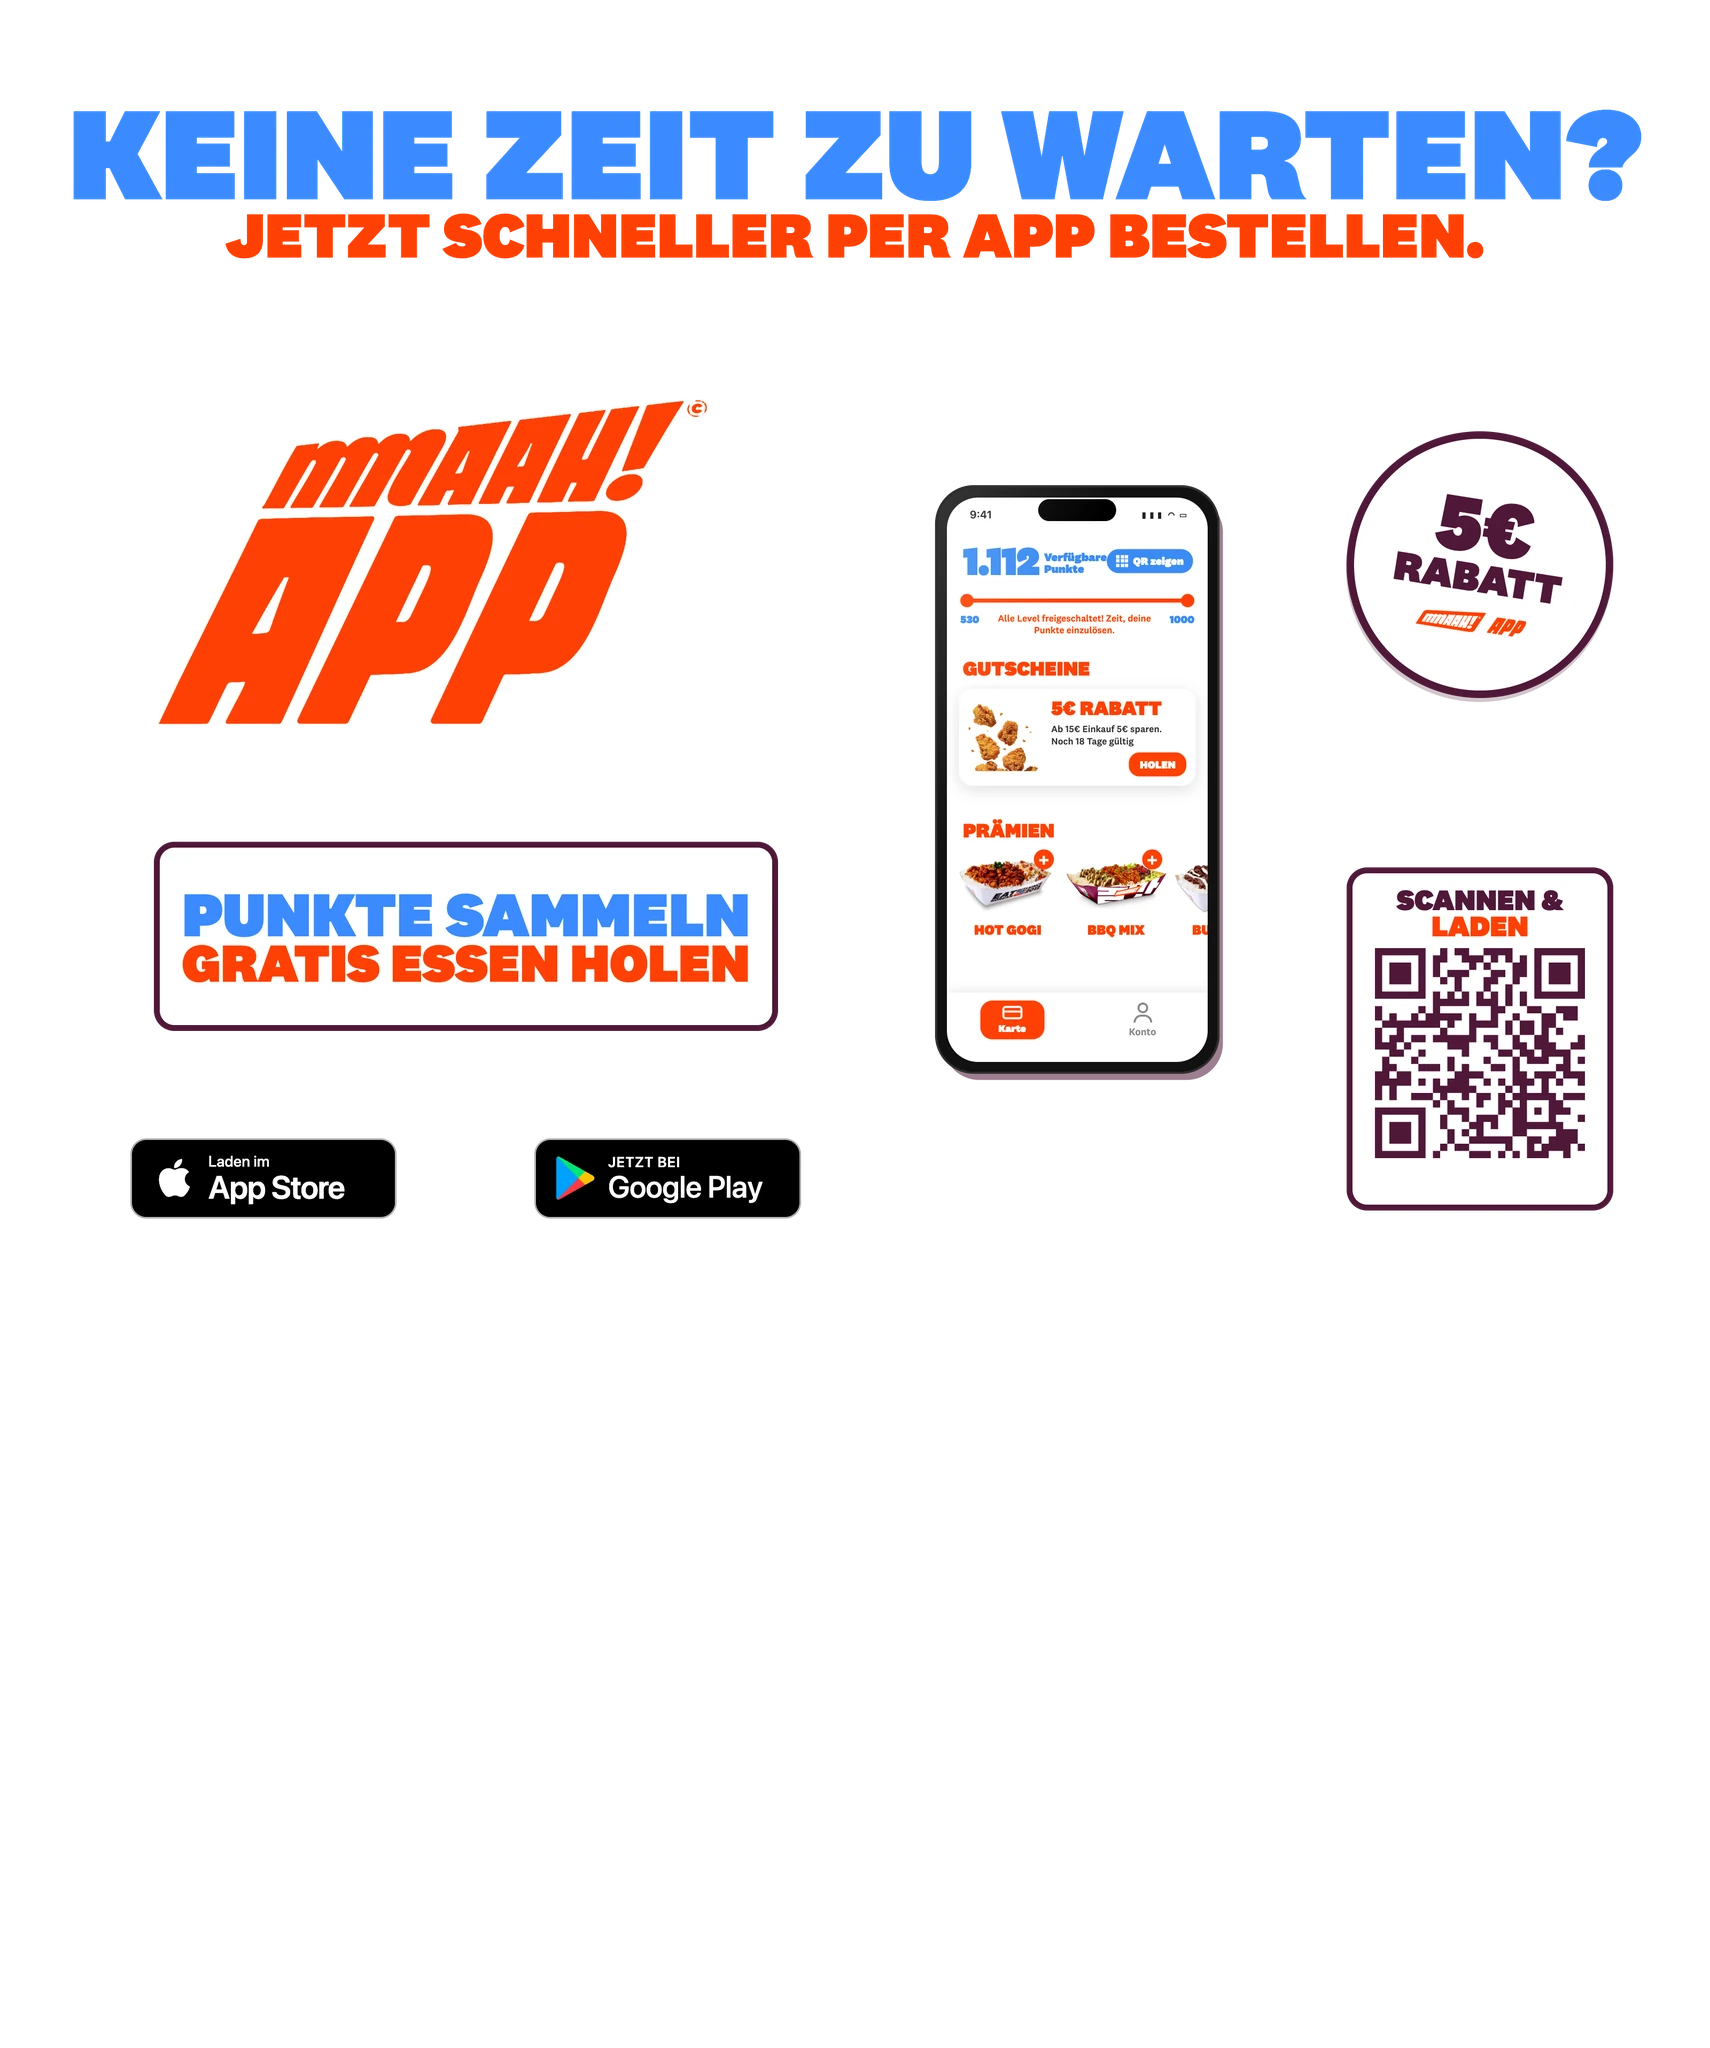 KEINE ZEIT ZU WARTEN?
JETZT SCHNELLER PER APP BESTELLEN.
mmAAH!©
APP
PUNKTE SAMMELN
GRATIS ESSEN HOLEN
Laden im
App Store
JETZT BEI
Google Play
9:41
1.112
Verfügbare
Punkte
QR zeigen
530
Alle Level freigeschaltet! Zeit, deine
Punkte einzulösen.
1000
GUTSCHEINE
5€ RABATT
Ab 15€ Einkauf 5€ sparen.
Noch 18 Tage gültig
HOLEN
PRÄMIEN
HOT GOGI
BBQ MIX
BU
Karte
Konto
5€
RABATT
mmAAH! APP
SCANNEN &
LADEN